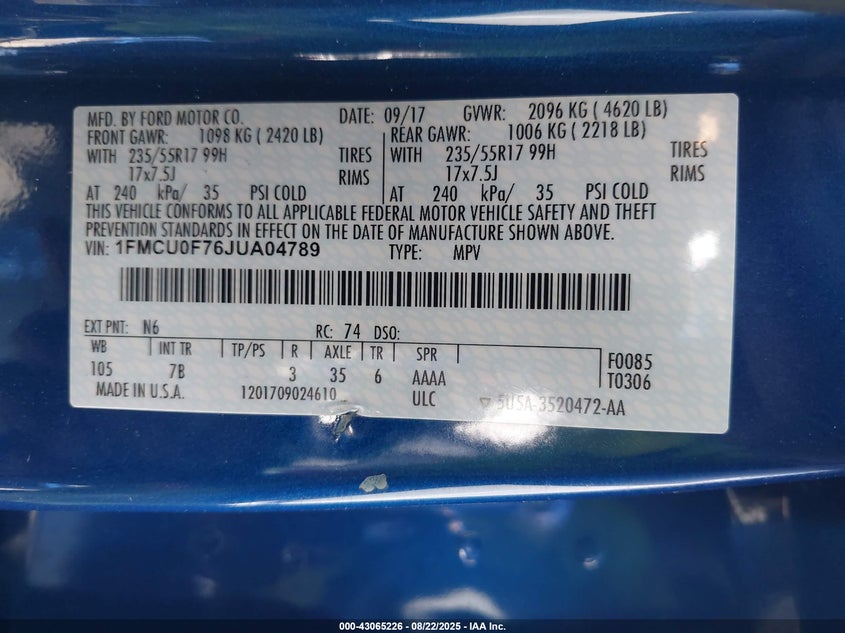 MFD. BY FORD MOTOR CO. DATE: 09/17 GVWR: 2096 KG ( 4620 LB)
FRONT GAWR: 1098 KG ( 2420 LB) REAR GAWR: 1006 KG ( 2218 LB)
WITH 235/55R17 99H TIRES WITH 235/55R17 99H TIRES
17x7.5J RIMS 17x7.5J RIMS
AT 240 kPa/ 35 PSI COLD AT 240 kPa/ 35 PSI COLD
THIS VEHICLE CONFORMS TO ALL APPLICABLE FEDERAL MOTOR VEHICLE SAFETY AND THEFT
PREVENTION STANDARDS IN EFFECT ON THE DATE OF MANUFACTURE SHOWN ABOVE.
VIN: 1FMCU0F76JUA04789 TYPE: MPV
EXT PNT: N6 RC: 74 DSO:
WB INT TR TP/PS R AXLE TR SPR F0085
105 7B 3 35 6 AAAA T0306
MADE IN U.S.A. 1201709024610 ULC 5U5A-3520472-AA
000-43065226 - 08/22/2025 - IAA Inc.